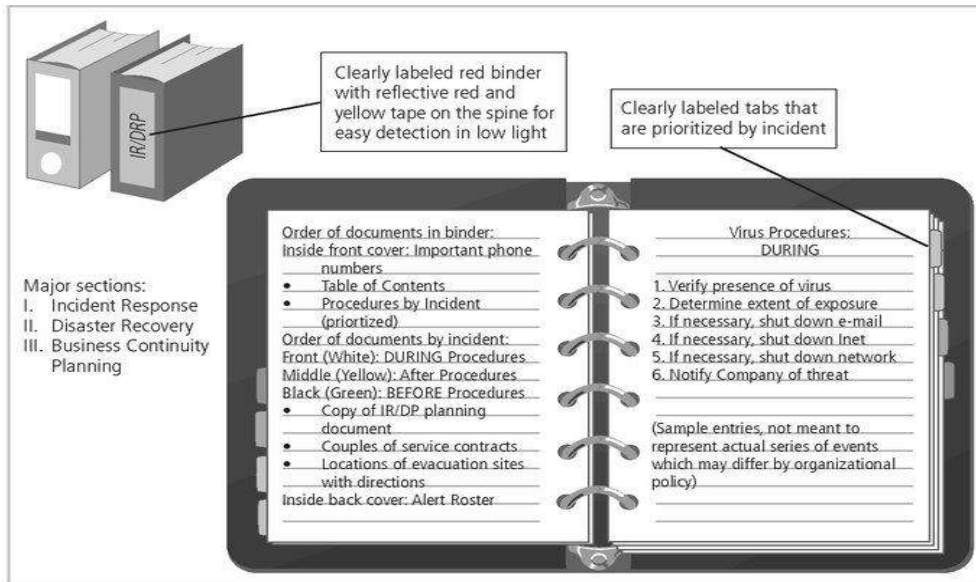 IR/DRP
Clearly labeled red binder
with reflective red and
yellow tape on the spine for
easy detection in low light
Clearly labeled tabs that
are prioritized by incident
Major sections:
I. Incident Response
II. Disaster Recovery
III. Business Continuity
Planning
Order of documents in binder:
Inside front cover: Important phone
numbers
• Table of Contents
• Procedures by Incident
(priortized)
Order of documents by incident:
Front (White): DURING Procedures
Middle (Yellow): After Procedures
Black (Green): BEFORE Procedures
• Copy of IR/DP planning
document
• Couples of service contracts
• Locations of evacuation sites
with directions
Inside back cover: Alert Roster
Virus Procedures:
DURING
1. Verify presence of virus
2. Determine extent of exposure
3. If necessary, shut down e-mail
4. If necessary, shut down Inet
5. If necessary, shut down network
6. Notify Company of threat
(Sample entries, not meant to
represent actual series of events
which may differ by organizational
policy)